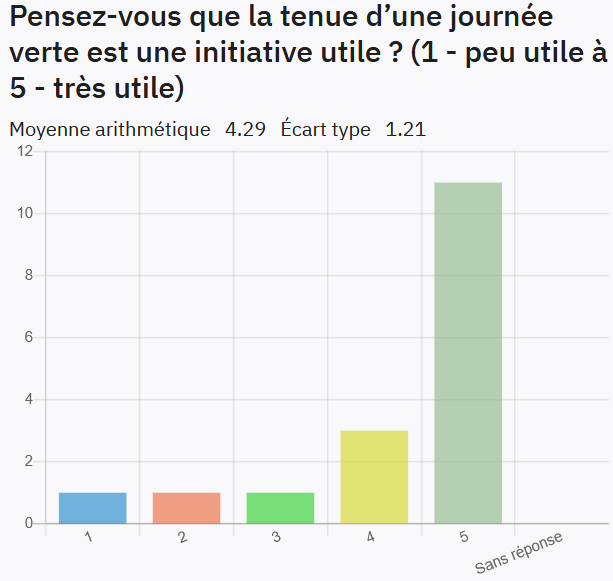 Pensez-vous que la tenue d’une journée
verte est une initiative utile ? (1 - peu utile à
5 - très utile)
Moyenne arithmétique 4.29 Écart type 1.21
12
10
8
6
4
2
0
1 2 3 4 5 Sans réponse